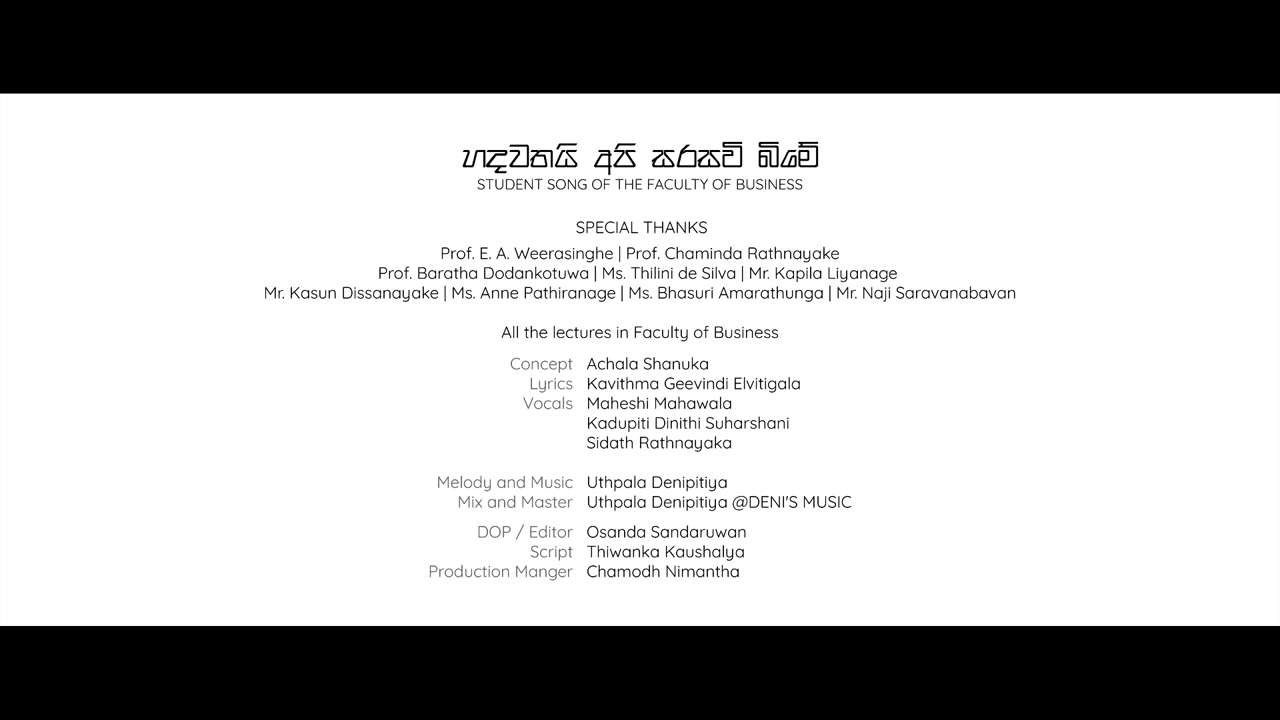 හදවතයි අපි සරසවි බිමේ
STUDENT SONG OF THE FACULTY OF BUSINESS
SPECIAL THANKS
Prof. E. A. Weerasinghe | Prof. Chaminda Rathnayake
Prof. Baratha Dodankotuwa | Ms. Thilini de Silva | Mr. Kapila Liyanage
Mr. Kasun Dissanayake | Ms. Anne Pathiranage | Ms. Bhasuri Amarathunga | Mr. Naji Saravanabavan
All the lectures in Faculty of Business
Concept Achala Shanuka
Lyrics Kavithma Geevindi Elvitigala
Vocals Maheshi Mahawala
Kadupiti Dinithi Suharshani
Sidath Rathnayaka
Melody and Music Uthpala Denipitiya
Mix and Master Uthpala Denipitiya @DENI'S MUSIC
DOP / Editor Osanda Sandaruwan
Script Thiwanka Kaushalya
Production Manger Chamodh Nimantha